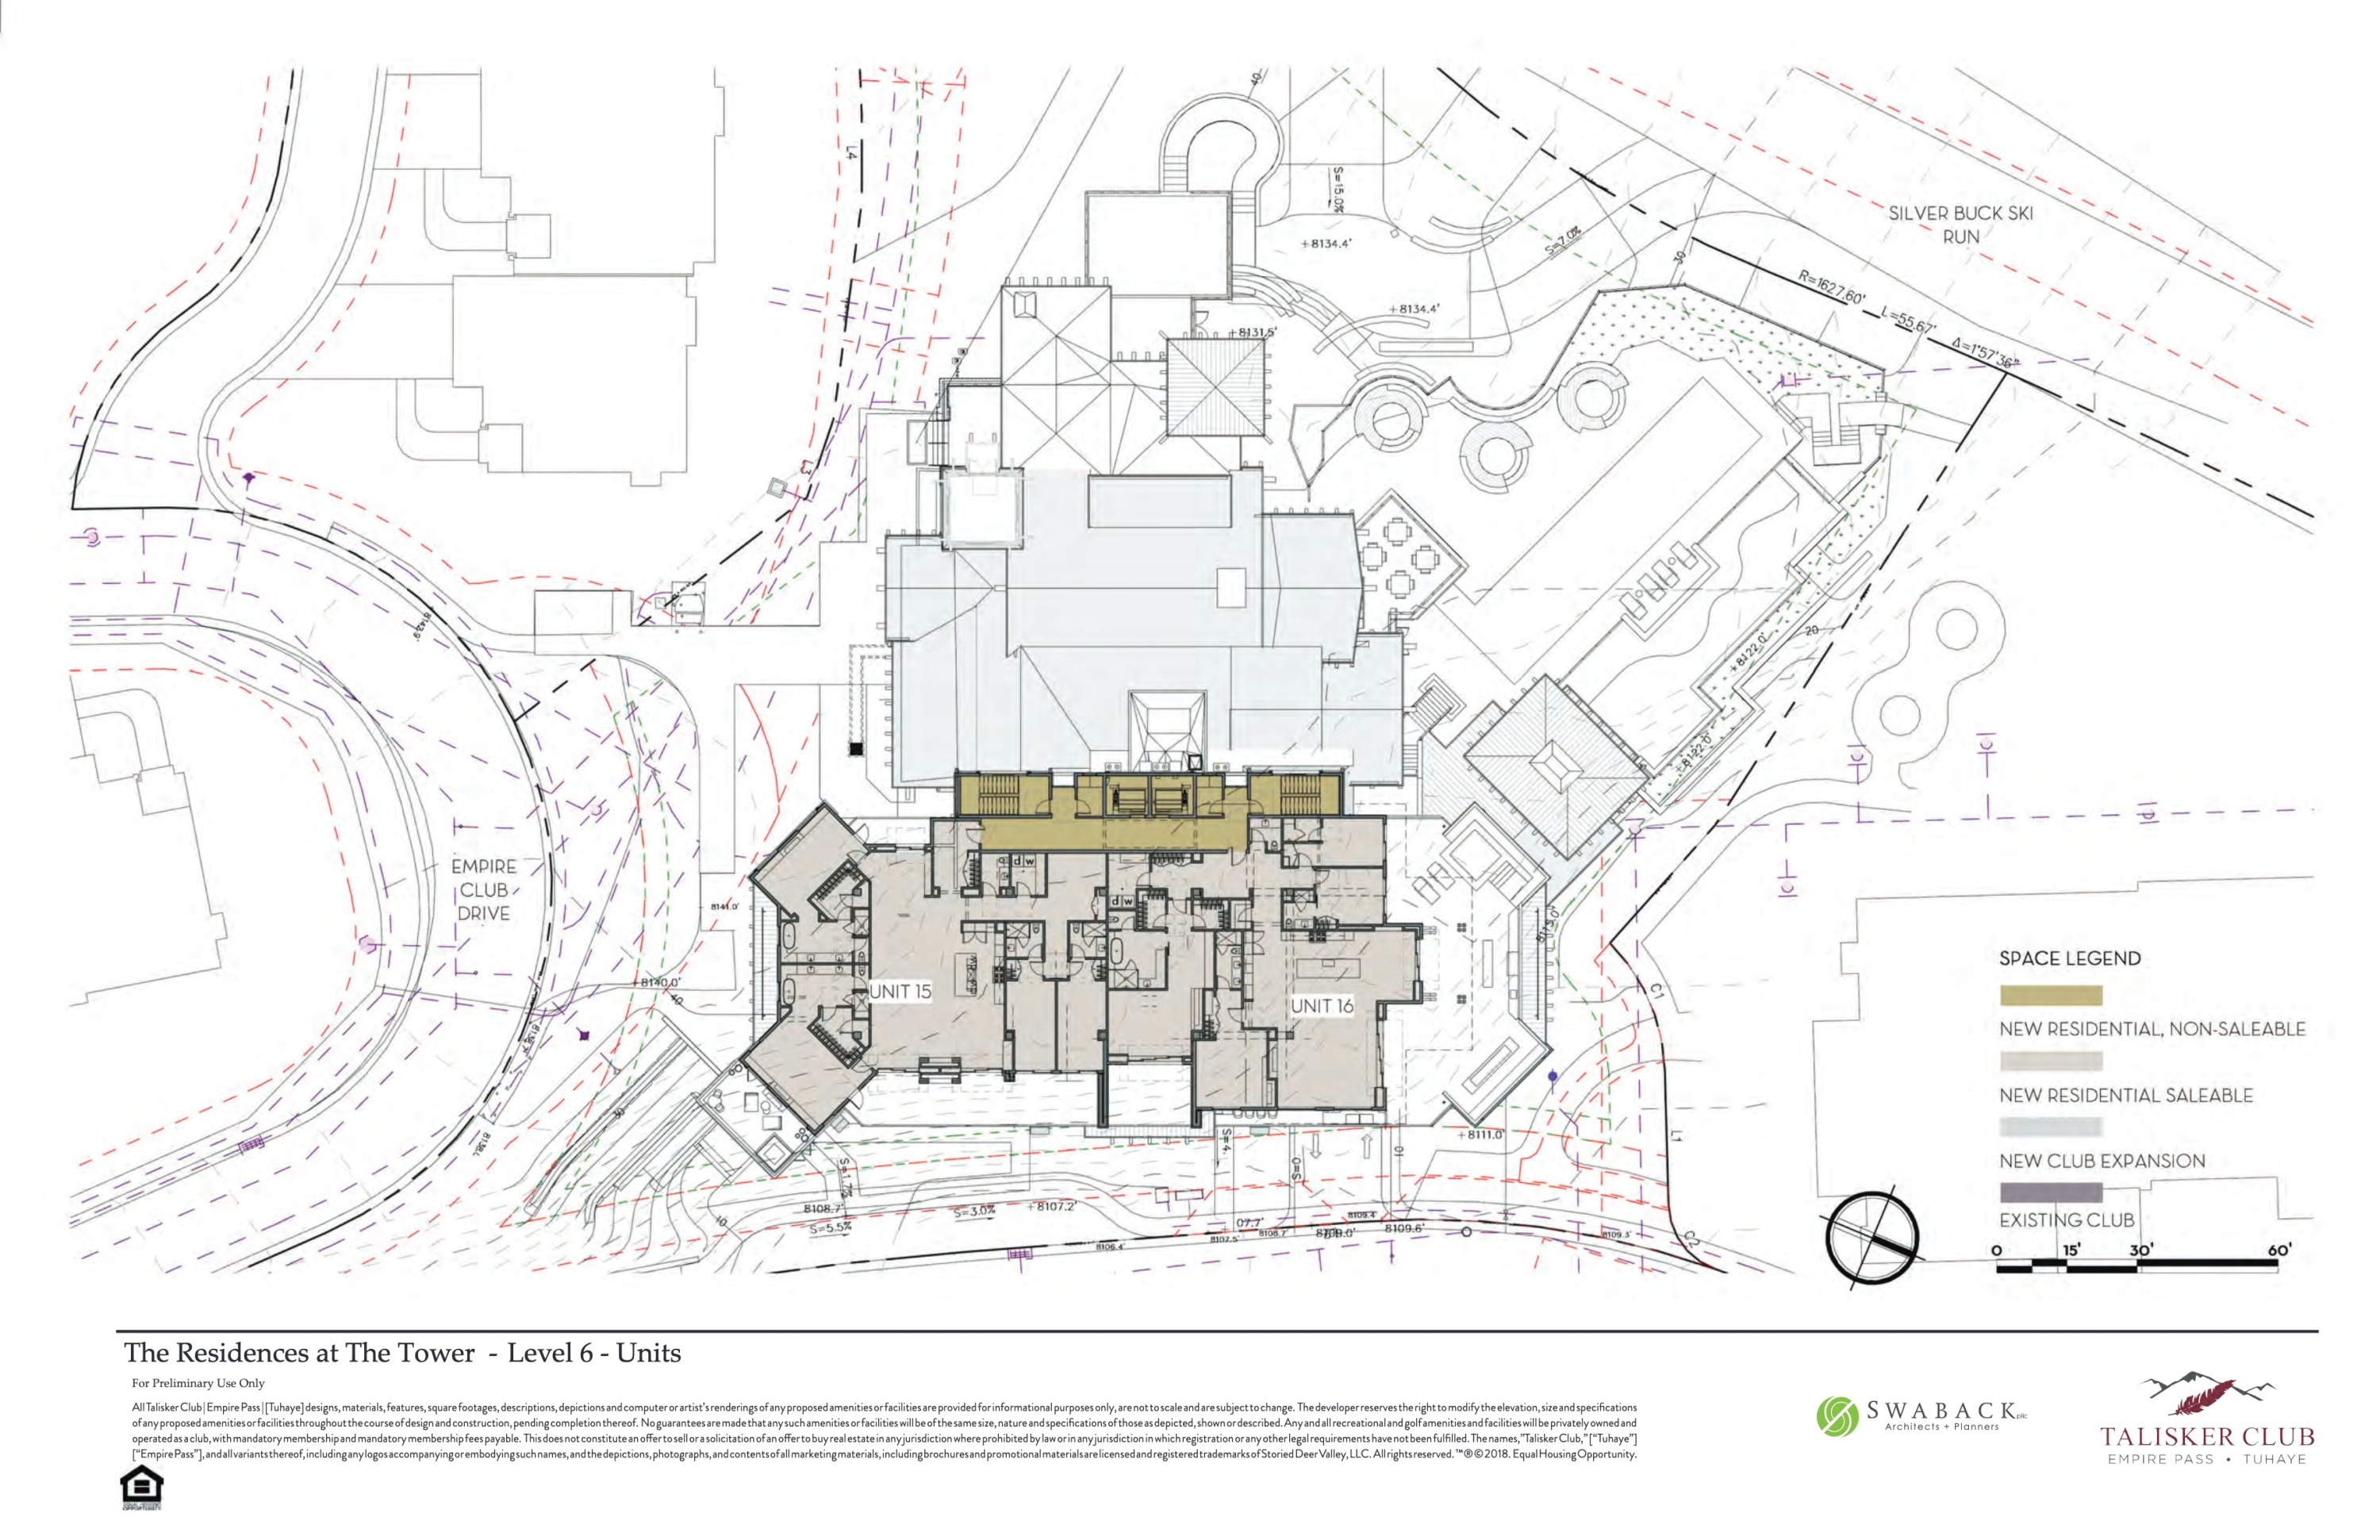 40
L4
S=15.0%
SILVER BUCK SKI
RUN
+8134.4'
S=7.0%
30
R=1627.60'
L=55.67'
Δ=1°57'36"
+8134.4'
+8131.5'
L3
8142.9'
20
+8122.0'
+8122.0'
EMPIRE
CLUB
DRIVE
8141.0'
d w
d w
+8140.0'
40
UNIT 15
UNIT 16
C1
SPACE LEGEND
NEW RESIDENTIAL, NON-SALEABLE
NEW RESIDENTIAL SALEABLE
NEW CLUB EXPANSION
EXISTING CLUB
30
+8111.0'
L1
10
10
8108.7'
S=5.5%
S=3.0%
+8107.2'
8106.4'
8107.5'
07.7'
8108.7'
8109.4'
8109.6'
8109.3'
C2
0 15' 30' 60'
The Residences at The Tower - Level 6 - Units
For Preliminary Use Only
All Talisker Club | Empire Pass | [Tuhaye] designs, materials, features, square footages, descriptions, depictions and computer or artist's renderings of any proposed amenities or facilities are provided for informational purposes only, are not to scale and are subject to change. The developer reserves the right to modify the elevation, size and specifications
of any proposed amenities or facilities throughout the course of design and construction, pending completion thereof. No guarantees are made that any such amenities or facilities will be of the same size, nature and specifications of those as depicted, shown or described. Any and all recreational and golf amenities and facilities will be privately owned and
operated as a club, with mandatory membership and mandatory membership fees payable. This does not constitute an offer to sell or a solicitation of an offer to buy real estate in any jurisdiction where prohibited by law or in any jurisdiction in which registration or any other legal requirements have not been fulfilled. The names, "Talisker Club," ["Tuhaye"]
["Empire Pass"], and all variants thereof, including any logos accompanying or embodying such names, and the depictions, photographs, and contents of all marketing materials, including brochures and promotional materials are licensed and registered trademarks of Storied Deer Valley, LLC. All rights reserved. ™®©2018. Equal Housing Opportunity.
SWABACK pllc
Architects + Planners
TALISKER CLUB
EMPIRE PASS • TUHAYE